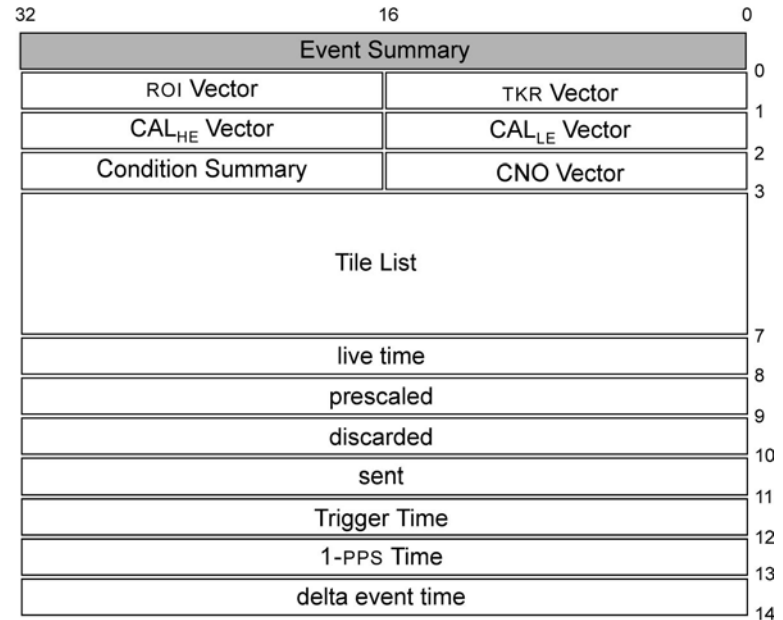 32 16 0
Event Summary
0
ROI Vector TKR Vector
1
CAL_HE Vector CAL_LE Vector
2
Condition Summary CNO Vector
3
Tile List
7
live time
8
prescaled
9
discarded
10
sent
11
Trigger Time
12
1-PPS Time
13
delta event time
14